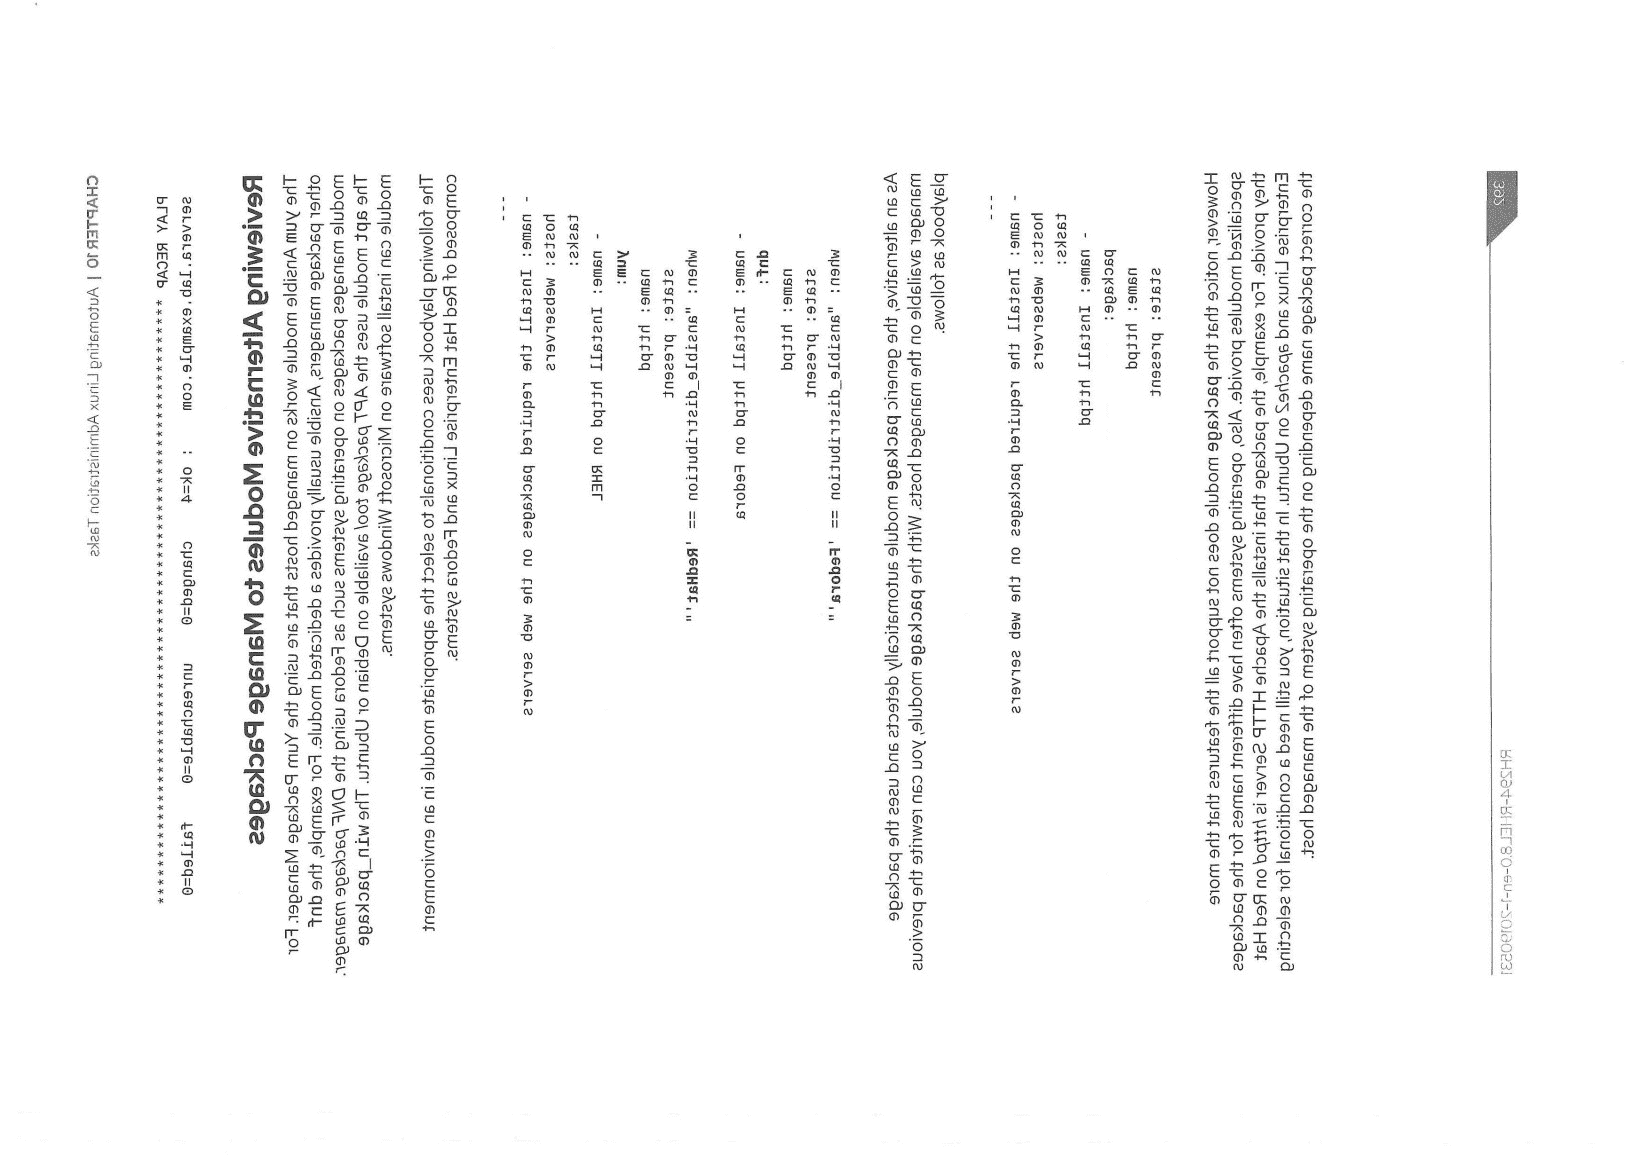 CHAPTER 10 | Automating Linux Administration Tasks
PLAY RECAP *********************************************************************
servera.lab.example.com    : ok=4    changed=0    unreachable=0    failed=0
Reviewing Alternative Modules to Manage Packages
The yum Ansible module works on managed hosts that are using the Yum Package Manager. For
other package managers, Ansible usually provides a dedicated module. For example, the dnf
module manages packages on operating systems such as Fedora using the DNF package manager.
The apt module uses the APT package tool available on Debian or Ubuntu. The win_package
module can install software on Microsoft Windows systems.
The following playbook uses conditionals to select the appropriate module in an environment
composed of Red Hat Enterprise Linux and Fedora systems.
---
- name: Install the required packages on the web servers
  hosts: webservers
  tasks:
    - name: Install httpd on RHEL
      yum:
        name: httpd
        state: present
      when: "ansible_distribution == 'RedHat'"
    - name: Install httpd on Fedora
      dnf:
        name: httpd
        state: present
      when: "ansible_distribution == 'Fedora'"
As an alternative, the generic package module automatically detects and uses the package
manager available on the managed hosts. With the package module, you can rewrite the previous
playbook as follows.
---
- name: Install the required packages on the web servers
  hosts: webservers
  tasks:
    - name: Install httpd
      package:
        name: httpd
        state: present
However, notice that the package module does not support all the features that the more
specialized modules provide. Also, operating systems often have different names for the packages
they provide. For example, the package that installs the Apache HTTP Server is httpd on Red Hat
Enterprise Linux and apache2 on Ubuntu. In that situation, you still need a conditional for selecting
the correct package name depending on the operating system of the managed host.
392
RH294-RHEL8.0-en-1-20190531